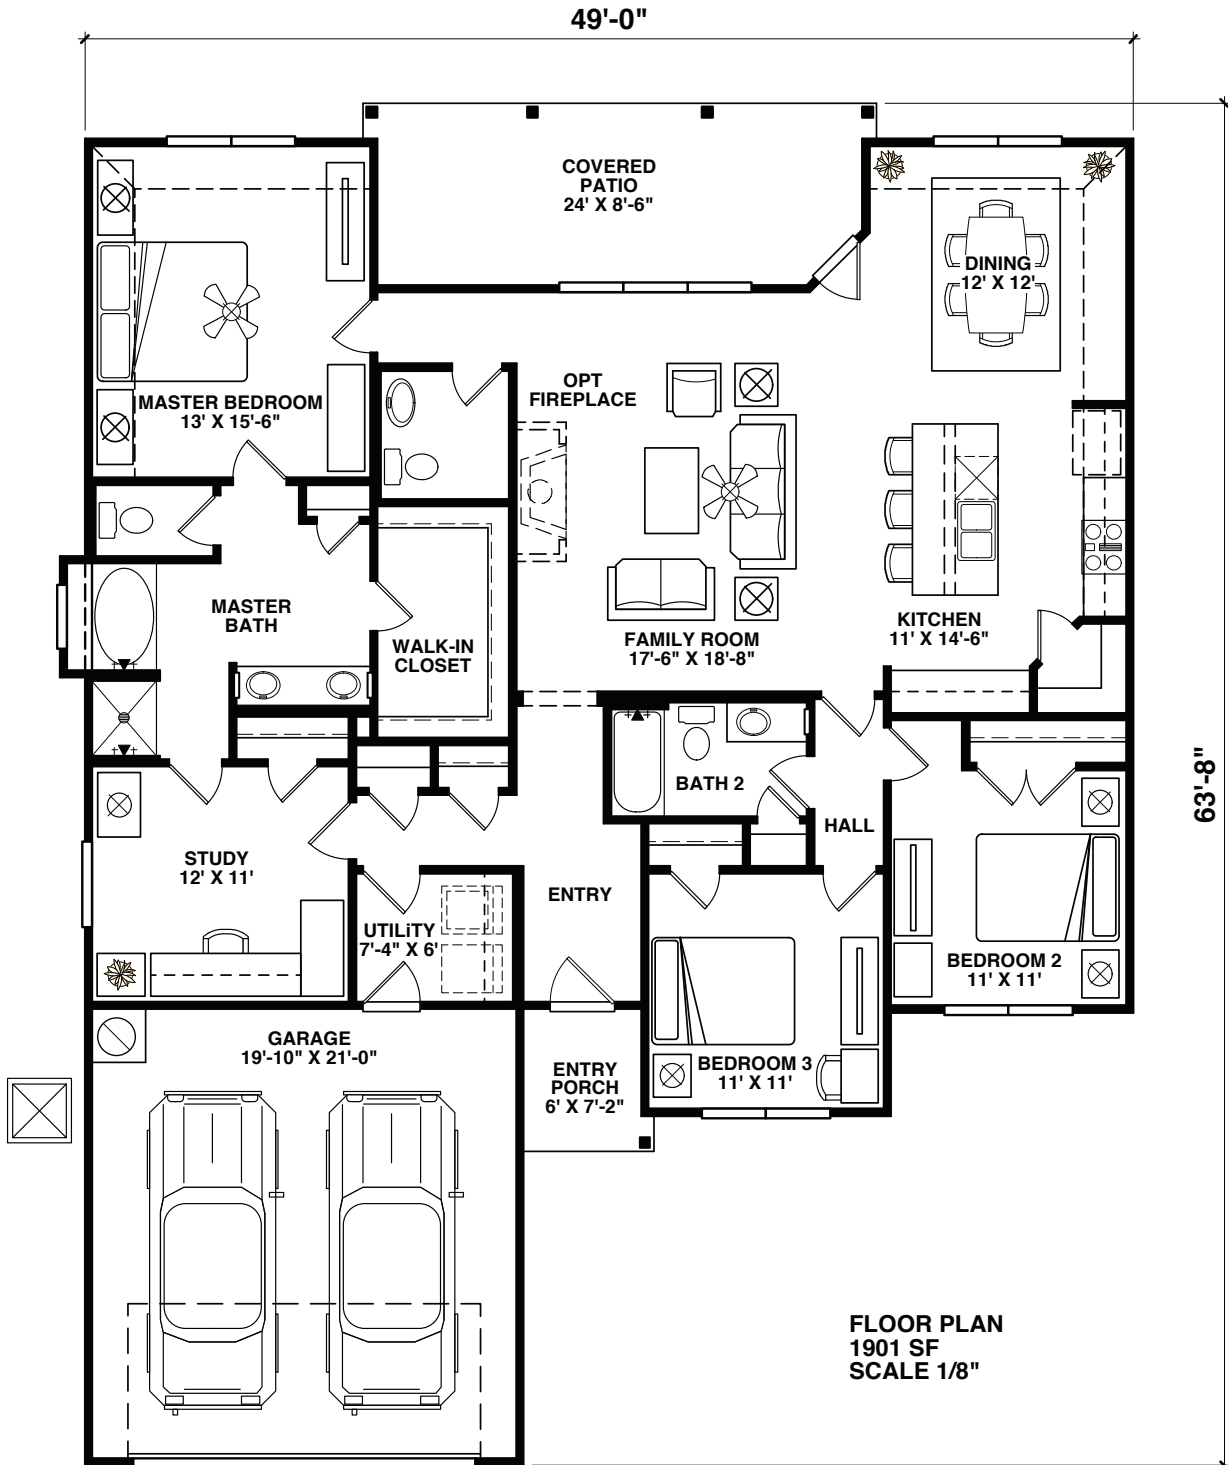 49'-0"
COVERED
PATIO
24' X 8'-6"
DINING
12' X 12'
MASTER BEDROOM
13' X 15'-6"
OPT
FIREPLACE
MASTER
BATH
WALK-IN
CLOSET
FAMILY ROOM
17'-6" X 18'-8"
KITCHEN
11' X 14'-6"
63'-8"
BATH 2
HALL
STUDY
12' X 11'
UTILiTY
7'-4" X 6'
ENTRY
BEDROOM 2
11' X 11'
GARAGE
19'-10" X 21'-0"
ENTRY
PORCH
6' X 7'-2"
BEDROOM 3
11' X 11'
FLOOR PLAN
1901 SF
SCALE 1/8"